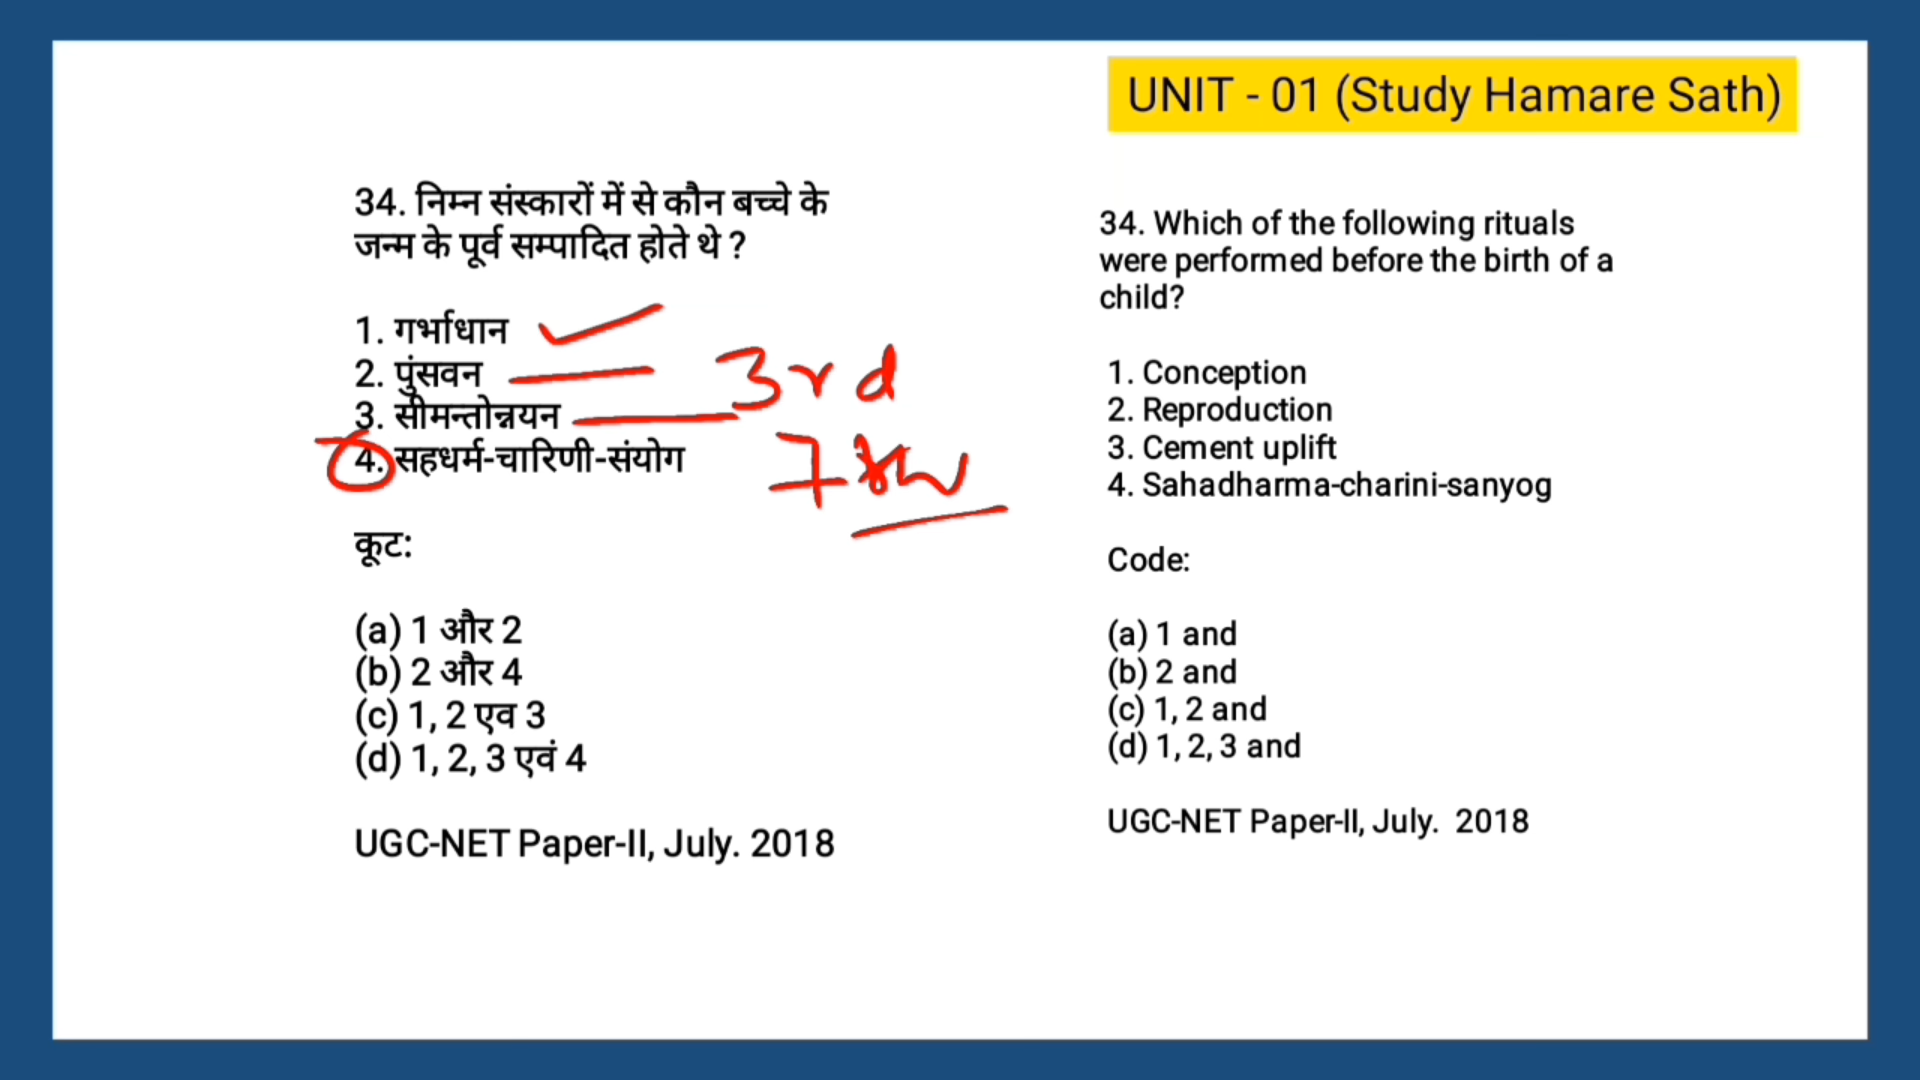 UNIT - 01 (Study Hamare Sath)
34. निम्न संस्कारों में से कौन बच्चे के
जन्म के पूर्व सम्पादित होते थे ?
1. गर्भाधान
2. पुंसवन
3. सीमन्तोन्नयन
4. सहधर्म-चारिणी-संयोग
3rd
7
कूट:
(a) 1 और 2
(b) 2 और 4
(c) 1, 2 एव 3
(d) 1, 2, 3 एवं 4
UGC-NET Paper-II, July. 2018
34. Which of the following rituals
were performed before the birth of a
child?
1. Conception
2. Reproduction
3. Cement uplift
4. Sahadharma-charini-sanyog
Code:
(a) 1 and
(b) 2 and
(c) 1, 2 and
(d) 1, 2, 3 and
UGC-NET Paper-II, July. 2018